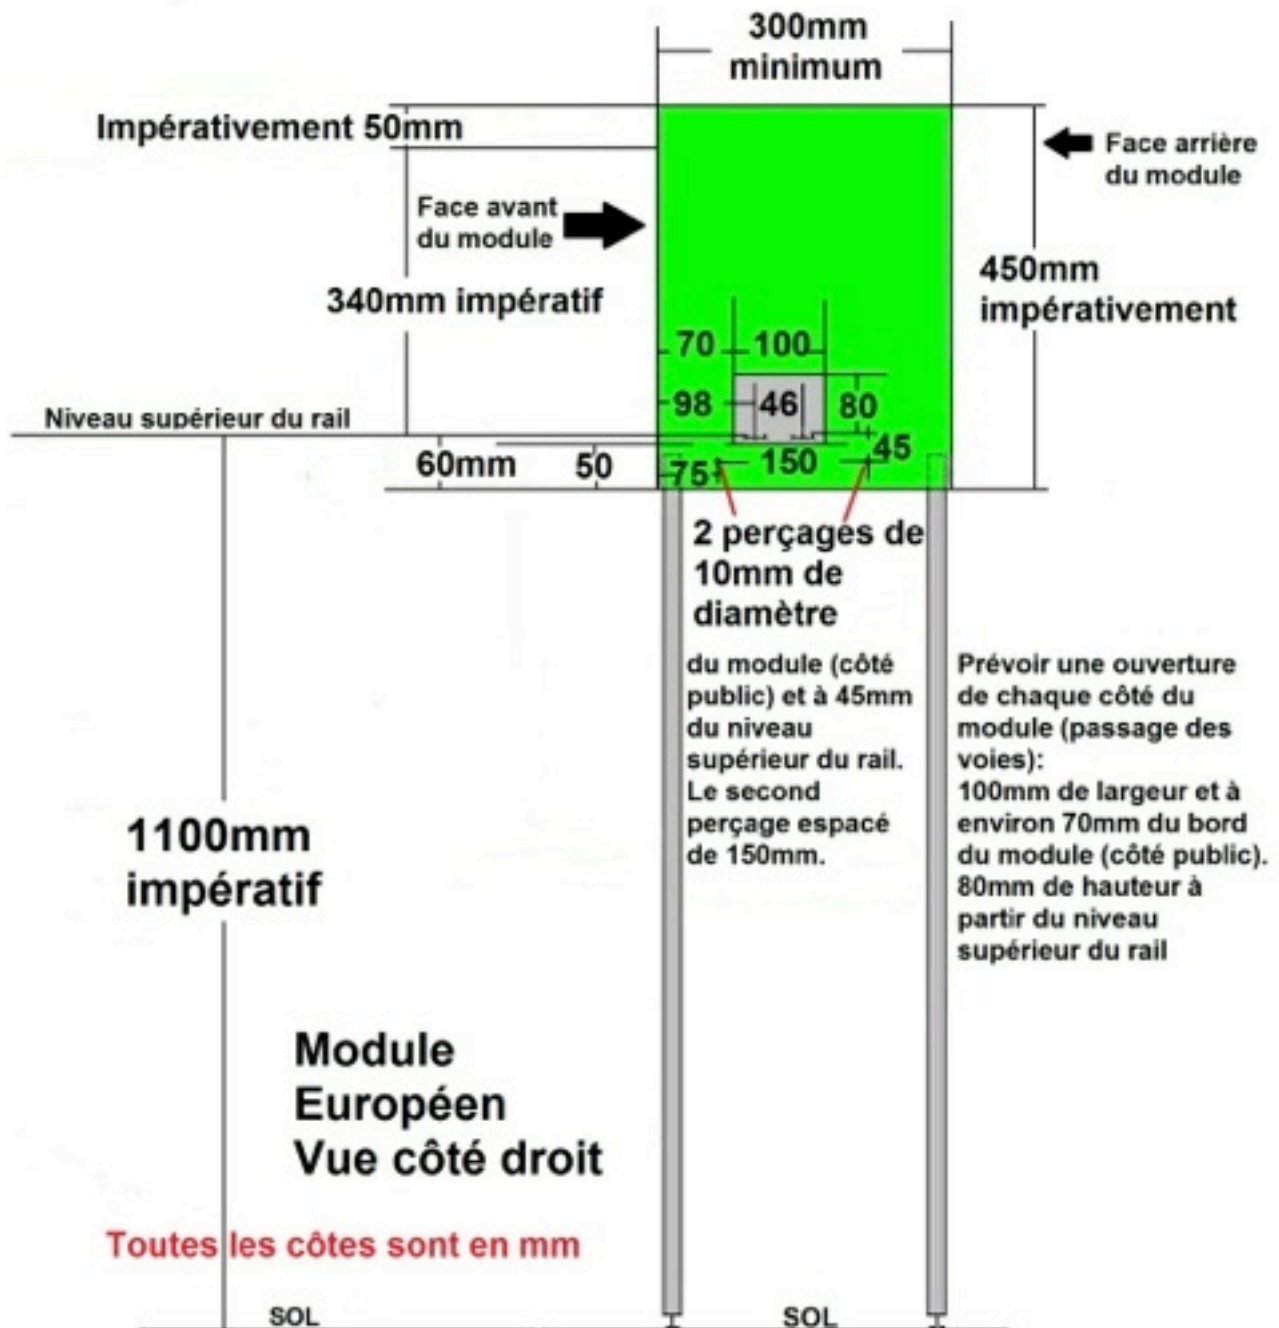 300mm
minimum
Impérativement 50mm
Face arrière
du module
Face avant
du module
340mm impératif
450mm
impérativement
70 100
98 46 80
Niveau supérieur du rail
60mm 50 75 150 45
2 perçages de
10mm de
diamètre
du module (côté
public) et à 45mm
du niveau
supérieur du rail.
Le second
perçage espacé
de 150mm.
Prévoir une ouverture
de chaque côté du
module (passage des
voies):
100mm de largeur et à
environ 70mm du bord
du module (côté public).
80mm de hauteur à
partir du niveau
supérieur du rail
1100mm
impératif
Module
Européen
Vue côté droit
Toutes les côtes sont en mm
SOL SOL